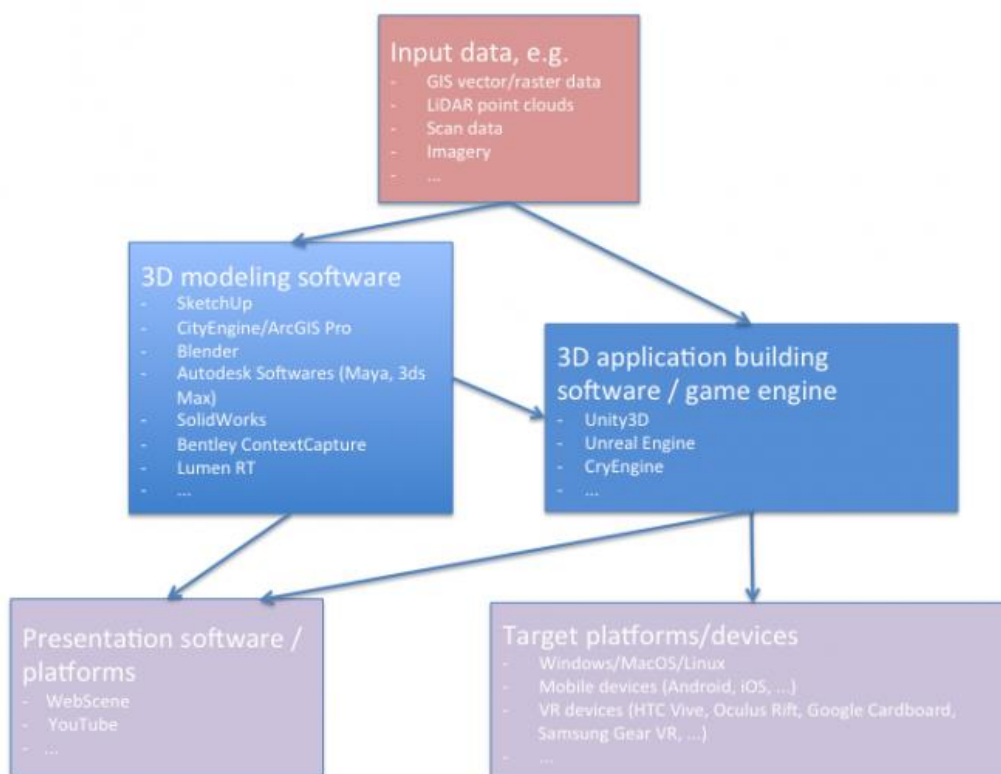 Input data, e.g.
- GIS vector/raster data
- LiDAR point clouds
- Scan data
- Imagery
- ...
3D modeling software
- SketchUp
- CityEngine/ArcGIS Pro
- Blender
- Autodesk Softwares (Maya, 3ds
Max)
- SolidWorks
- Bentley ContextCapture
- Lumen RT
- ...
3D application building
software / game engine
- Unity3D
- Unreal Engine
- CryEngine
- ...
Presentation software /
platforms
- WebScene
- YouTube
- ...
Target platforms/devices
- Windows/MacOS/Linux
- Mobile devices (Android, iOS, ...)
- VR devices (HTC Vive, Oculus Rift, Google Cardboard,
Samsung Gear VR, ...)
- ...